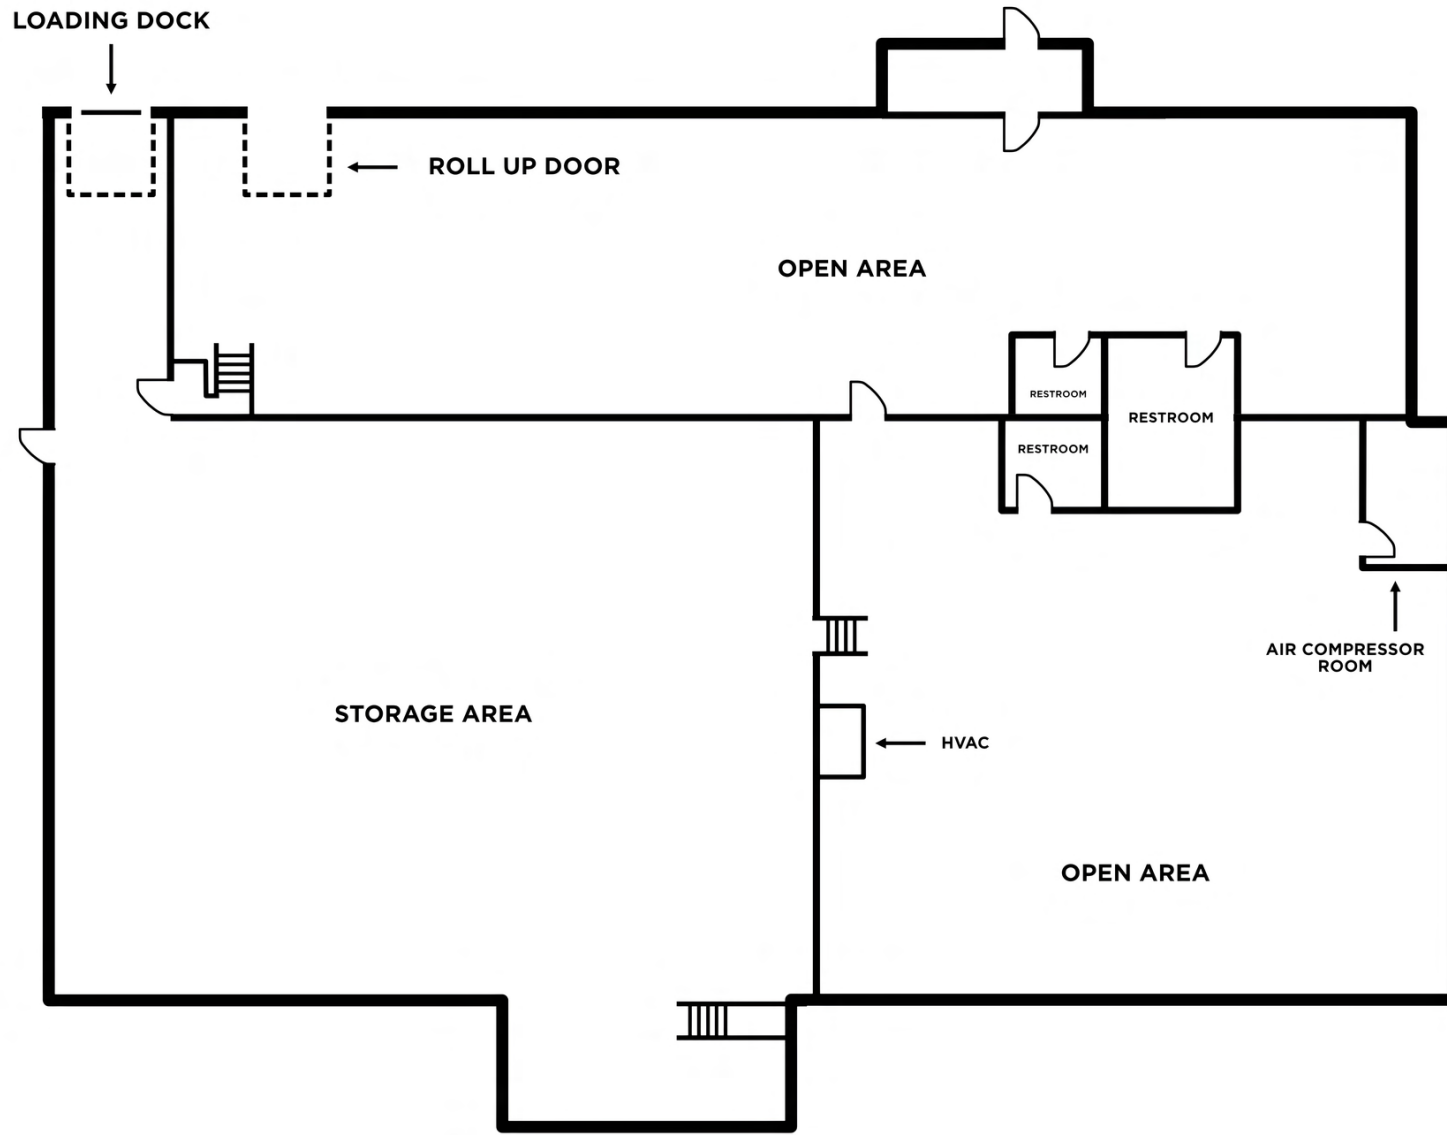 LOADING DOCK
ROLL UP DOOR
OPEN AREA
RESTROOM
RESTROOM
RESTROOM
AIR COMPRESSOR
ROOM
STORAGE AREA
HVAC
OPEN AREA